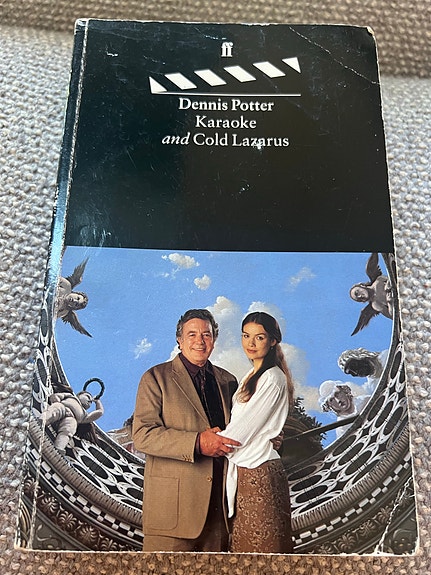 ff
Dennis Potter
Karaoke
and Cold Lazarus